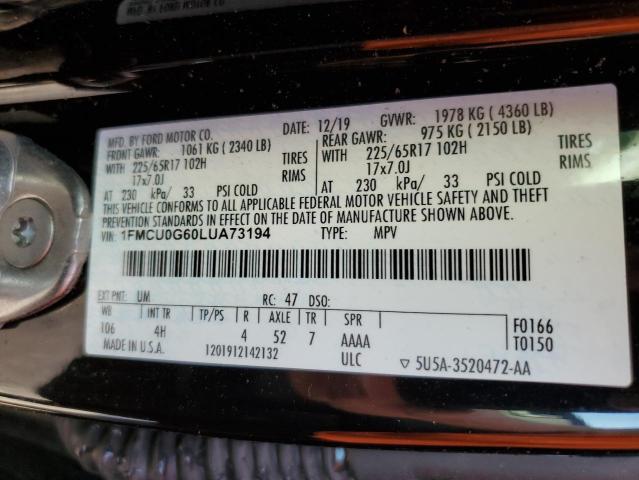 MFD. BY FORD MOTOR CO.
DATE: 12/19 GVWR: 1978 KG ( 4360 LB)
FRONT GAWR: 1061 KG ( 2340 LB) REAR GAWR: 975 KG ( 2150 LB)
WITH 225/65R17 102H TIRES WITH 225/65R17 102H TIRES
17x7.0J RIMS 17x7.0J RIMS
AT 230 kPa/ 33 PSI COLD AT 230 kPa/ 33 PSI COLD
THIS VEHICLE CONFORMS TO ALL APPLICABLE FEDERAL MOTOR VEHICLE SAFETY AND THEFT
PREVENTION STANDARDS IN EFFECT ON THE DATE OF MANUFACTURE SHOWN ABOVE.
VIN: 1FMCU0G60LUA73194 TYPE: MPV
EXT PNT: UM RC: 47 DSO:
WB INT TR TP/PS R AXLE TR SPR
106 4H 4 52 7 AAAA
F0166
T0150
MADE IN U.S.A. 1201912142132 ULC ▽ 5U5A-3520472-AA